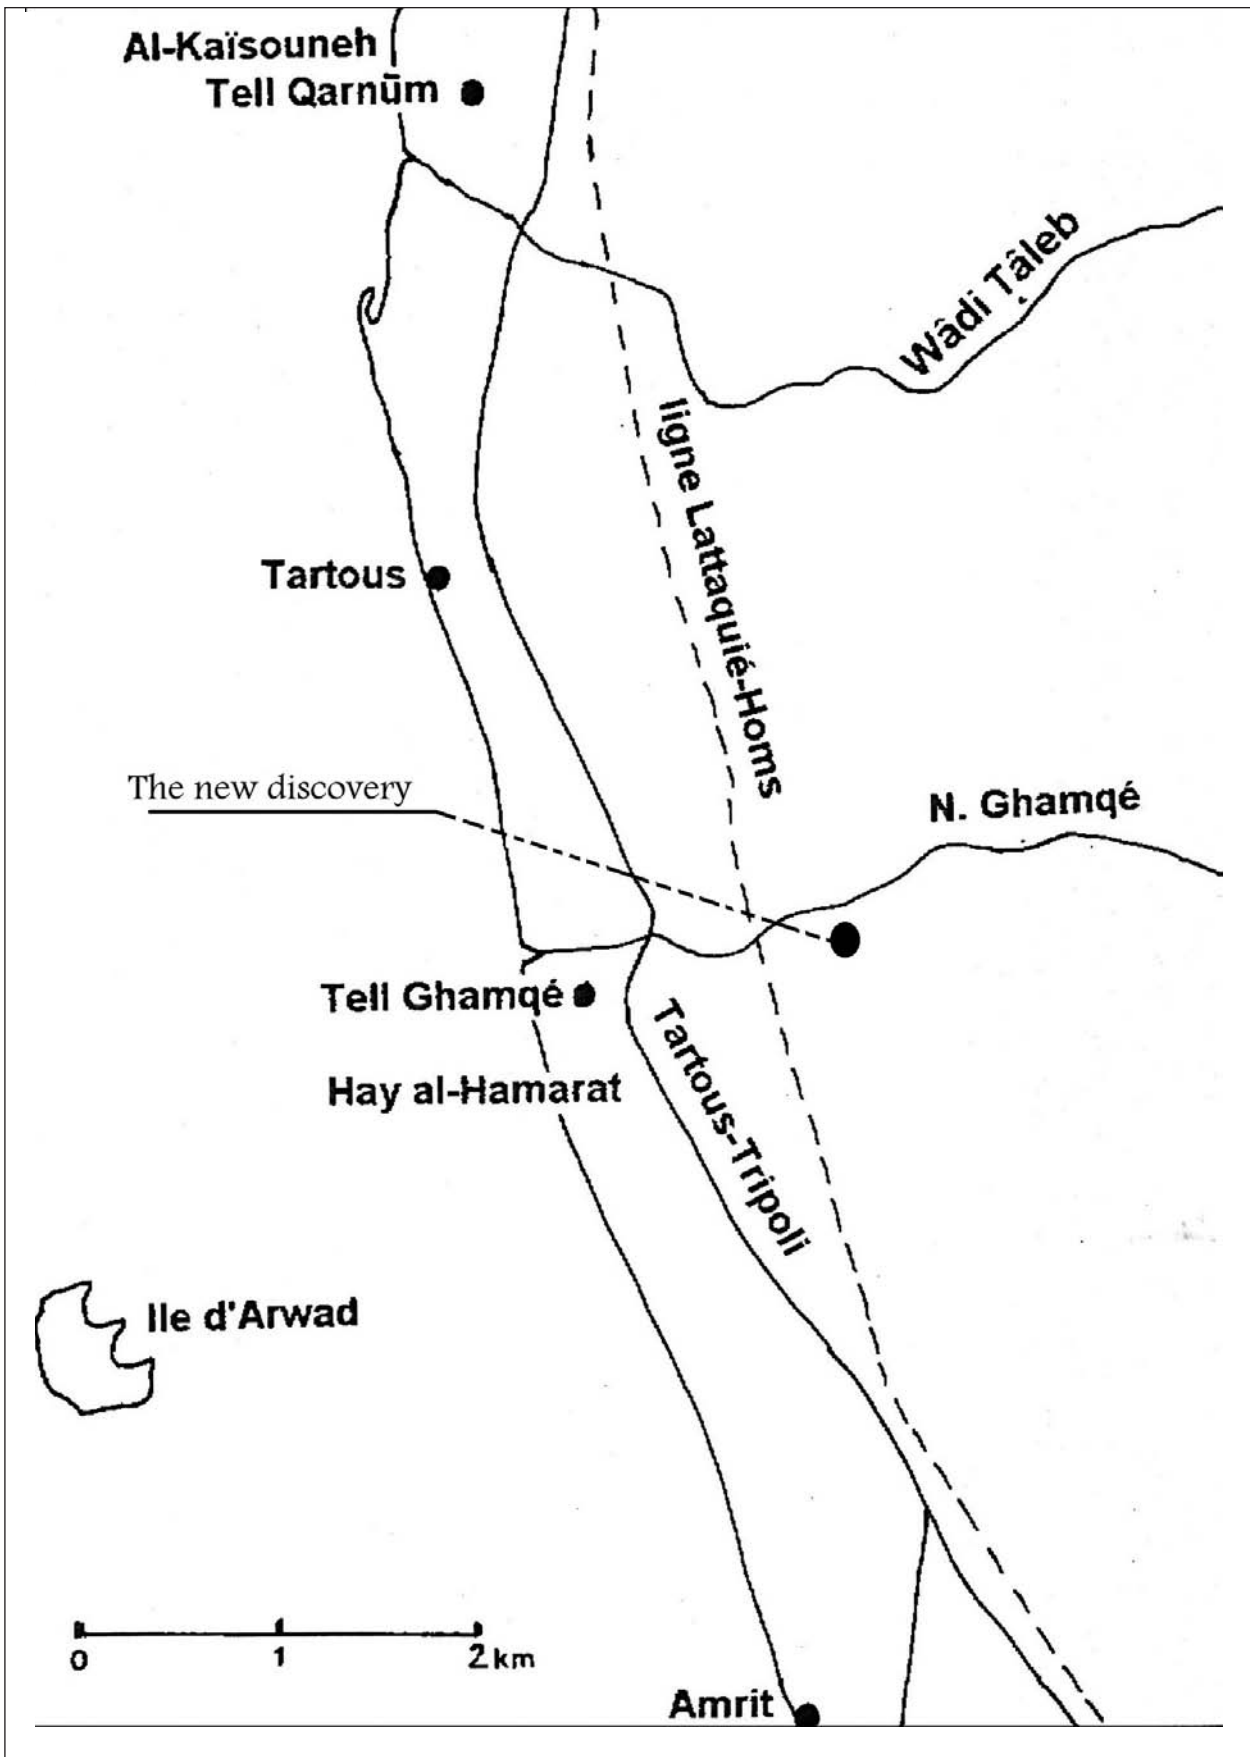 Al-Kaïsouneh
Tell Qarnūm
Wâdi Tâleb
ligne Lattaquié-Homs
Tartous
The new discovery
N. Ghamqé
Tell Ghamqé
Hay al-Hamarat
Tartous-Tripoli
Ile d'Arwad
0 1 2 km
Amrit